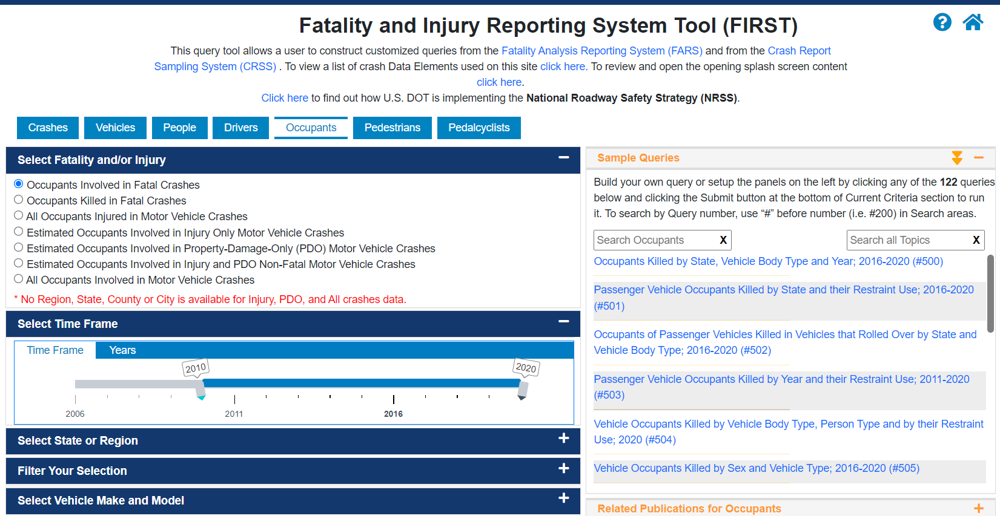 Fatality and Injury Reporting System Tool (FIRST)
This query tool allows a user to construct customized queries from the Fatality Analysis Reporting System (FARS) and from the Crash Report
Sampling System (CRSS) . To view a list of crash Data Elements used on this site click here. To review and open the opening splash screen content
click here.
Click here to find out how U.S. DOT is implementing the National Roadway Safety Strategy (NRSS).
Crashes Vehicles People Drivers Occupants Pedestrians Pedalcyclists
Select Fatality and/or Injury
Occupants Involved in Fatal Crashes
Occupants Killed in Fatal Crashes
All Occupants Injured in Motor Vehicle Crashes
Estimated Occupants Involved in Injury Only Motor Vehicle Crashes
Estimated Occupants Involved in Property-Damage-Only (PDO) Motor Vehicle Crashes
Estimated Occupants Involved in Injury and PDO Non-Fatal Motor Vehicle Crashes
All Occupants Involved in Motor Vehicle Crashes
* No Region, State, County or City is available for Injury, PDO, and All crashes data.
Select Time Frame
Time Frame Years
2010 2020
2006 2011 2016
Select State or Region
Filter Your Selection
Select Vehicle Make and Model
Sample Queries
Build your own query or setup the panels on the left by clicking any of the 122 queries
below and clicking the Submit button at the bottom of Current Criteria section to run
it. To search by Query number, use “#” before number (i.e. #200) in Search areas.
Search Occupants X Search all Topics X
Occupants Killed by State, Vehicle Body Type and Year; 2016-2020 (#500)
Passenger Vehicle Occupants Killed by State and their Restraint Use; 2016-2020
(#501)
Occupants of Passenger Vehicles Killed in Vehicles that Rolled Over by State and
Vehicle Body Type; 2016-2020 (#502)
Passenger Vehicle Occupants Killed by Year and their Restraint Use; 2011-2020
(#503)
Vehicle Occupants Killed by Vehicle Body Type, Person Type and by their Restraint
Use; 2020 (#504)
Vehicle Occupants Killed by Sex and Vehicle Type; 2016-2020 (#505)
Related Publications for Occupants